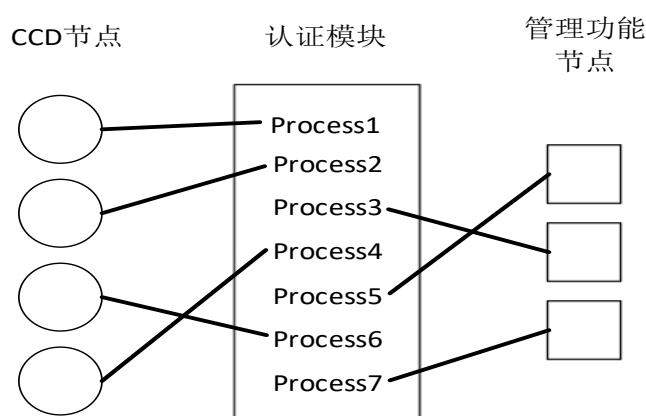 CCD节点
认证模块
管理功能
节点
Process1
Process2
Process3
Process4
Process5
Process6
Process7